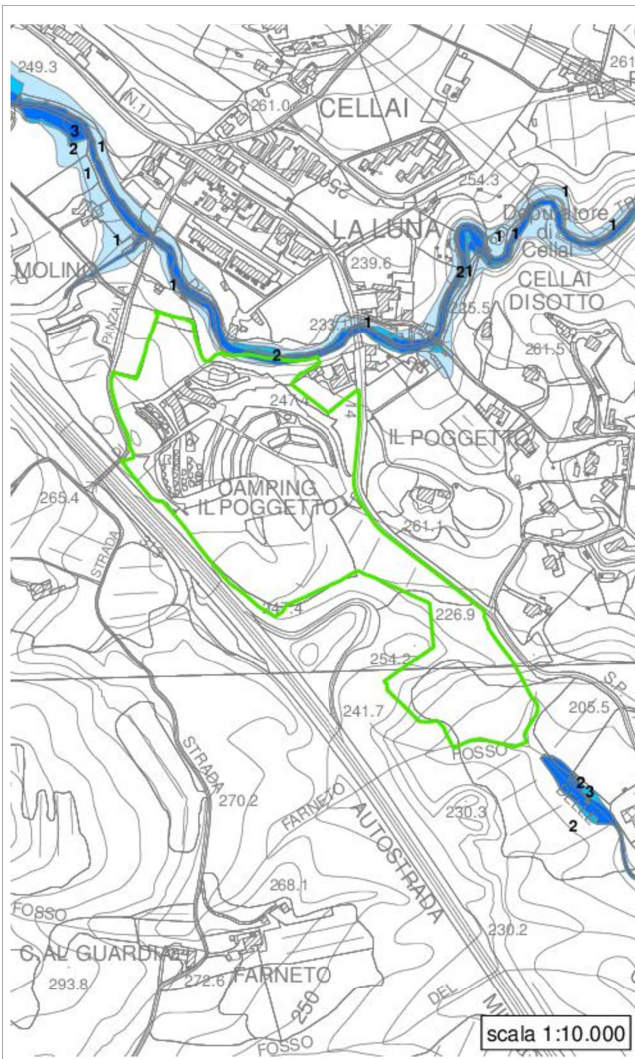 249.3
(N.1)
261.0
CELLAI
261
3
2
1
1
254.3
1
LA LUNA
Depuratore
di
Cellai
1
1
1
1
MOLINO
239.6
21
CELLAI
DISOTTO
1
235.5
PANZALLA
233.
1
2
261.5
247.4
IL POGGETTO
CAMPING
IL POGGETTO
265.4
261.1
STRADA
247.4
226.9
254.2
S.P.
241.7
205.5
STRADA
FOSSO
2
3
DELLE
270.2
FARNETO
230.3
2
AUTOSTRADA
268.1
FOSSO
230.2
C. AL GUARDIA
272.6
FARNETO
293.8
250
DEL
FOSSO
scala 1:10.000